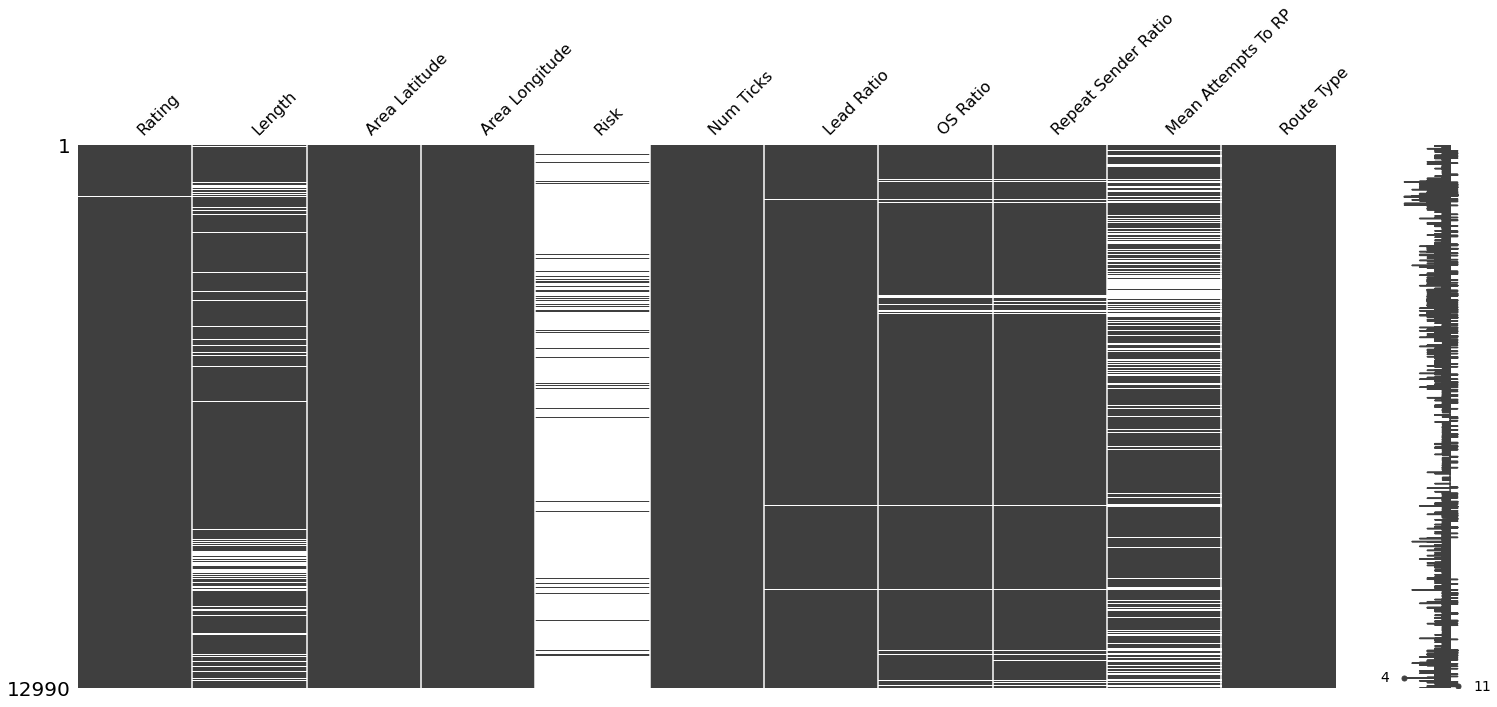 Rating
Length
Area Latitude
Area Longitude
Risk
Num Ticks
Lead Ratio
OS Ratio
Repeat Sender Ratio
Mean Attempts To RP
Route Type
1
12990
4
11